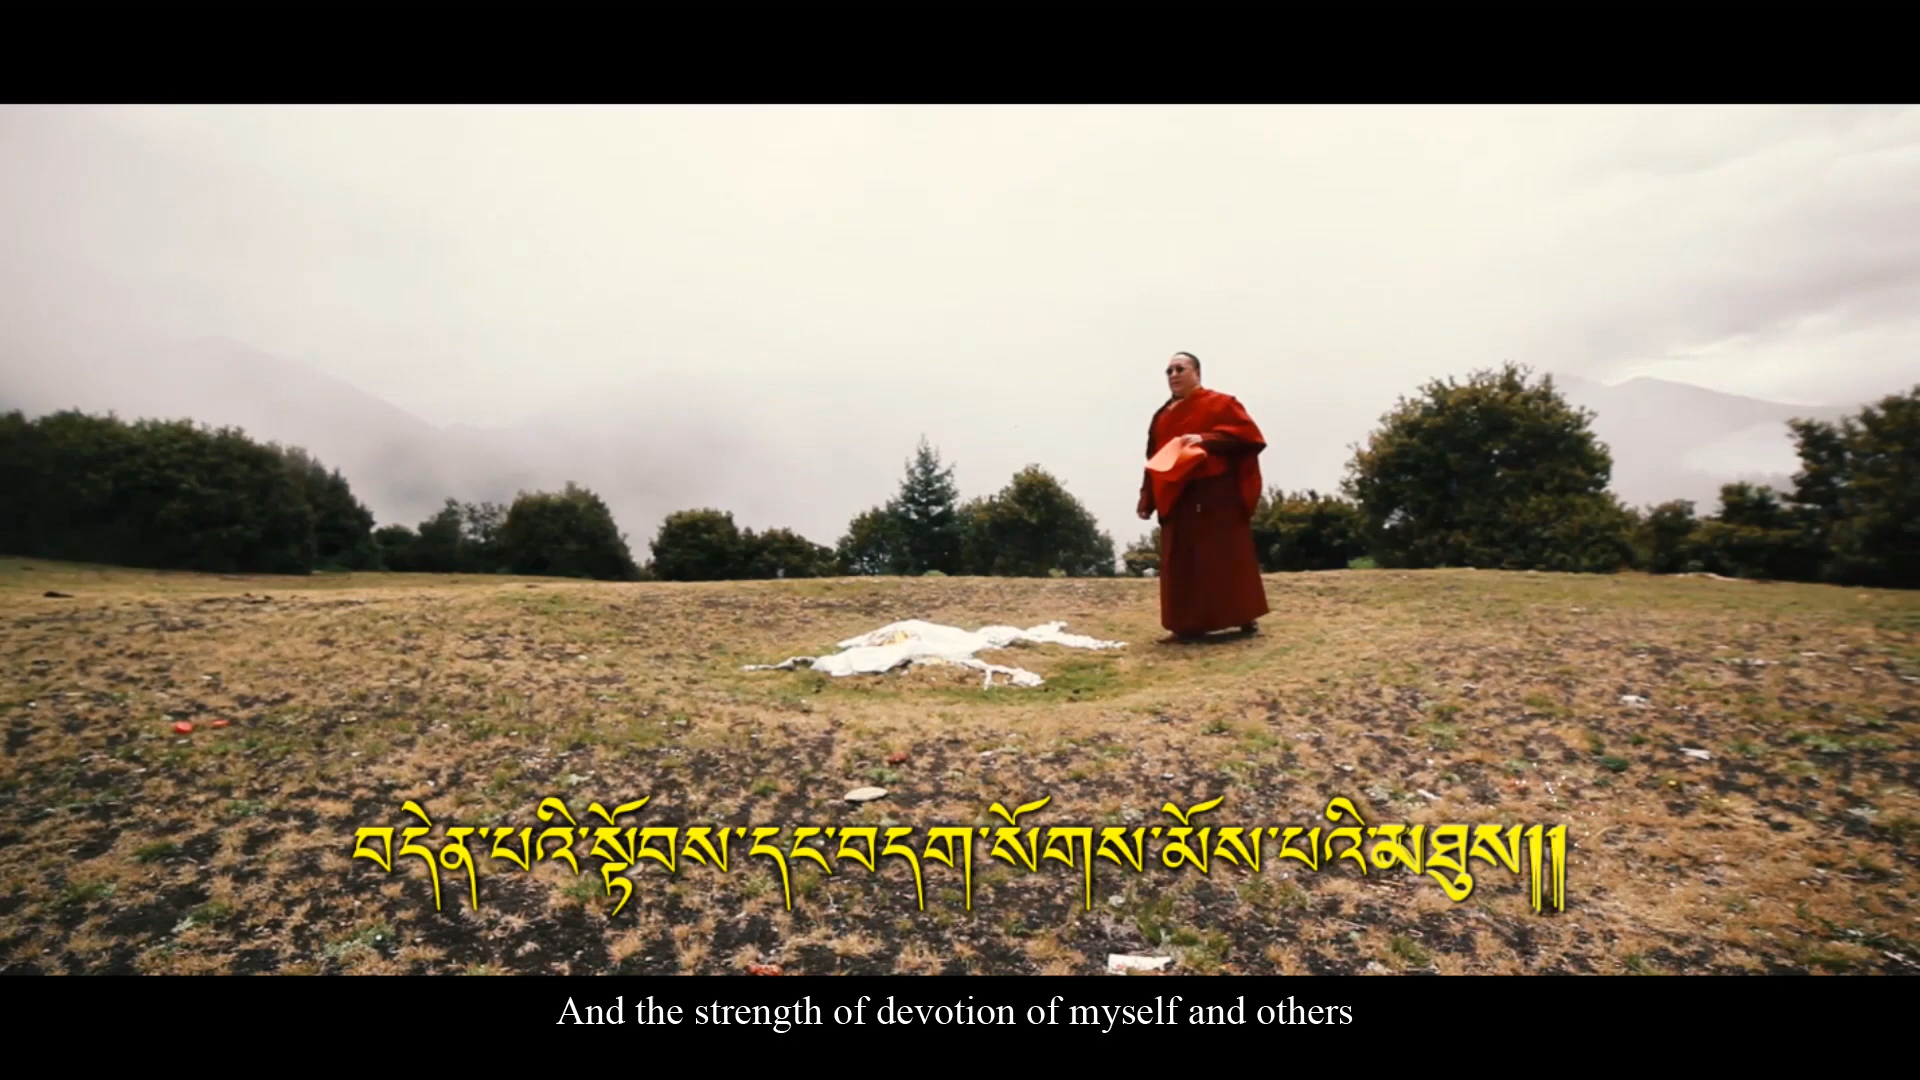 བདེན་པའི་སྟོབས་དང་བདག་སོགས་མོས་པའི་མཐུས།།
And the strength of devotion of myself and others